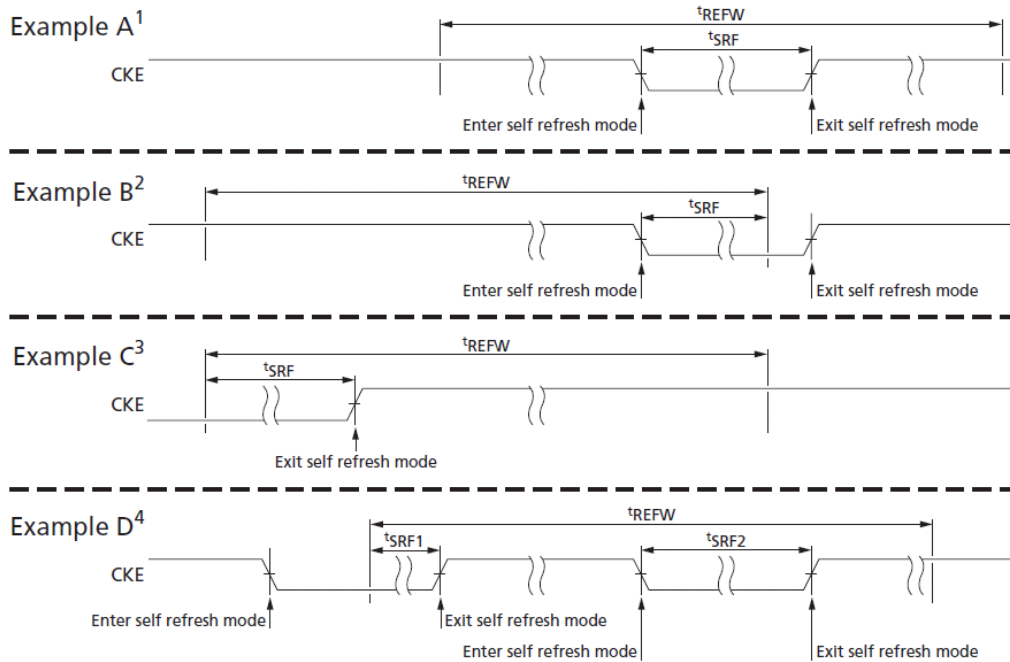 Example A¹
ᵗREFW
ᵗSRF
CKE
Enter self refresh mode
Exit self refresh mode
Example B²
ᵗREFW
ᵗSRF
CKE
Enter self refresh mode
Exit self refresh mode
Example C³
ᵗREFW
ᵗSRF
CKE
Exit self refresh mode
Example D⁴
ᵗREFW
ᵗSRF1
ᵗSRF2
CKE
Enter self refresh mode
Exit self refresh mode
Enter self refresh mode
Exit self refresh mode